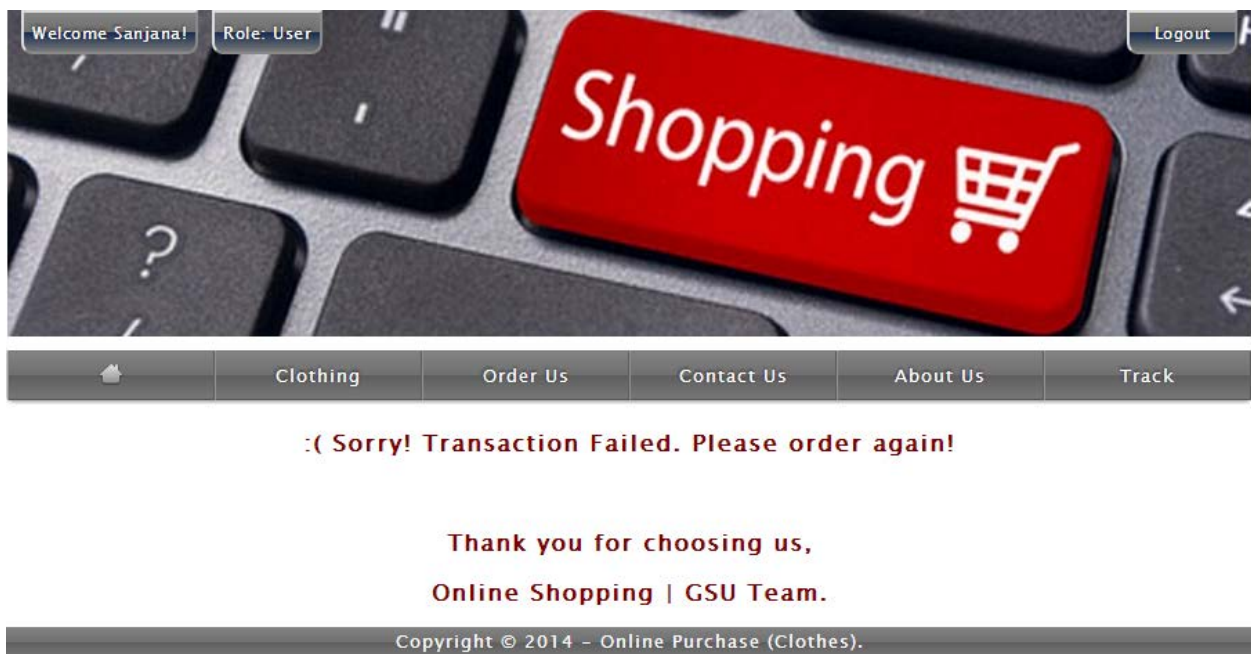 Welcome Sanjana! Role: User Logout
Shopping
?
Clothing Order Us Contact Us About Us Track
:( Sorry! Transaction Failed. Please order again!
Thank you for choosing us,
Online Shopping | GSU Team.
Copyright © 2014 – Online Purchase (Clothes).